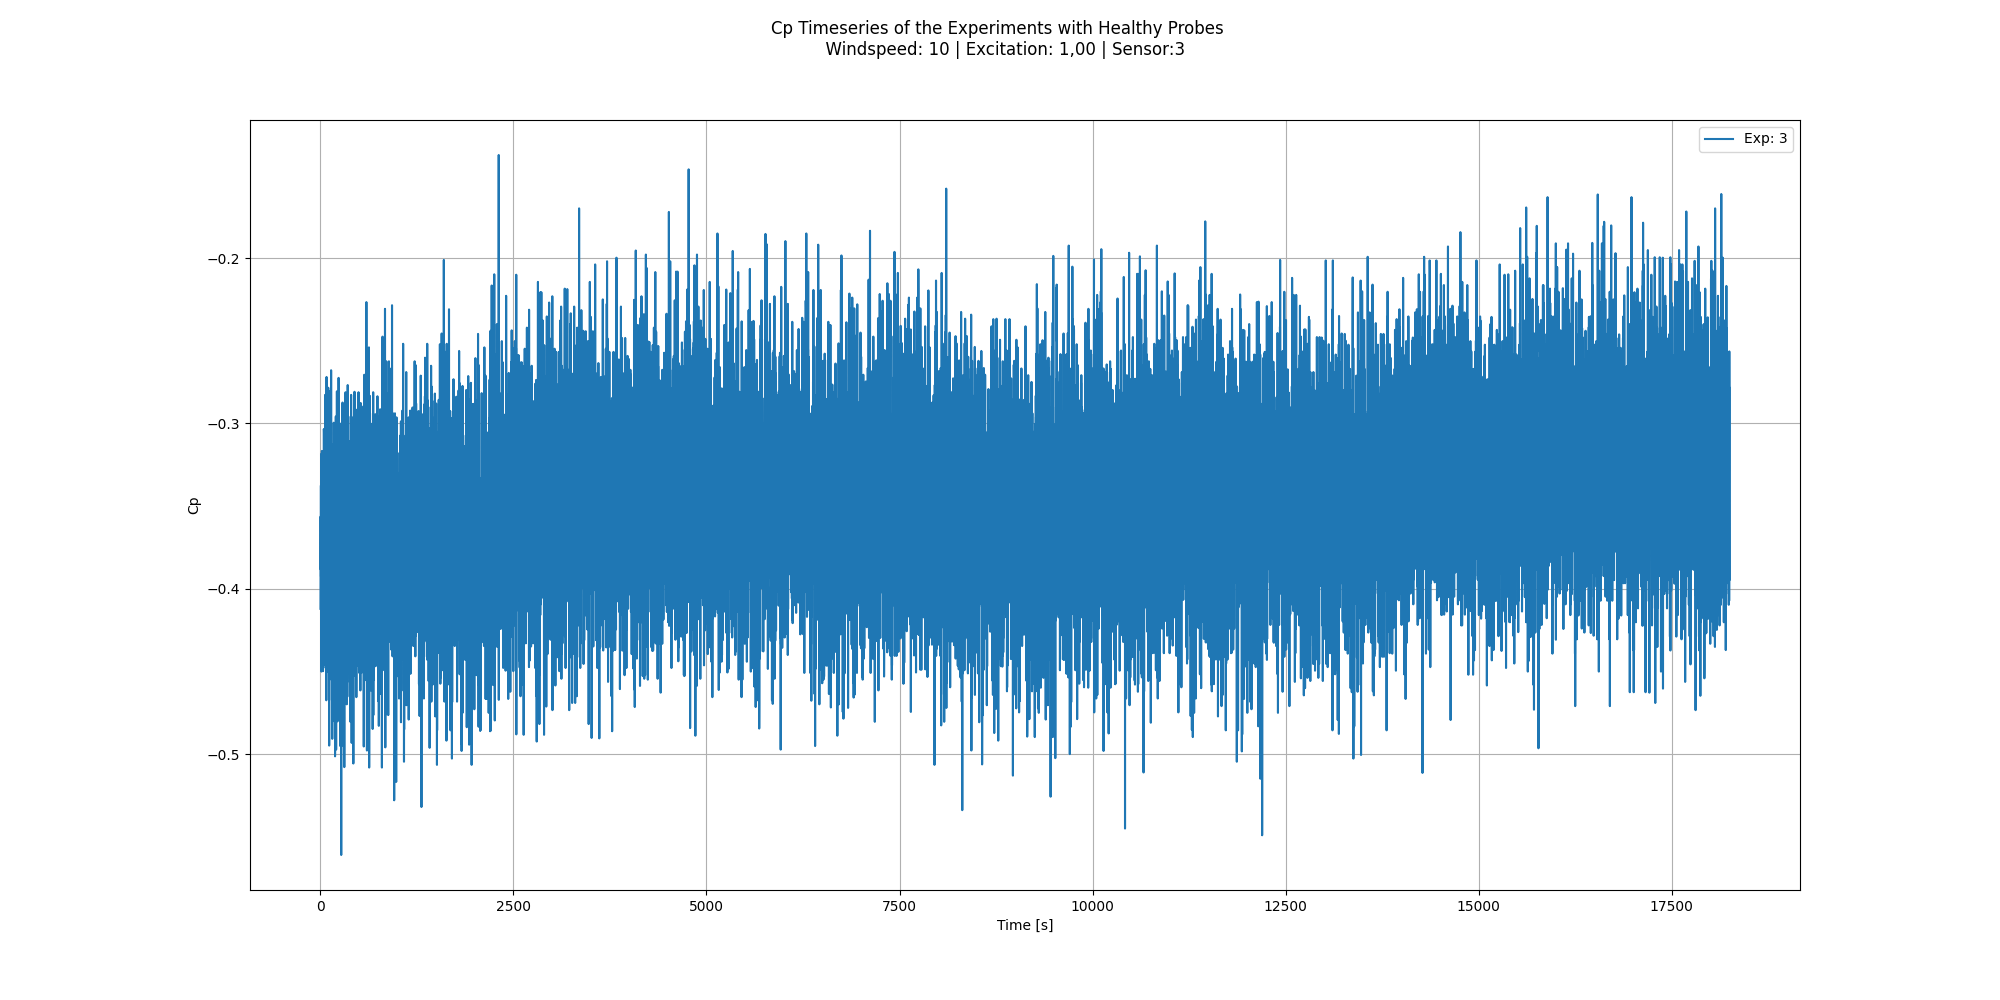 Cp Timeseries of the Experiments with Healthy Probes
Windspeed: 10 | Excitation: 1,00 | Sensor:3
Exp: 3
−0.2
−0.3
−0.4
−0.5
Cp
0 2500 5000 7500 10000 12500 15000 17500
Time [s]